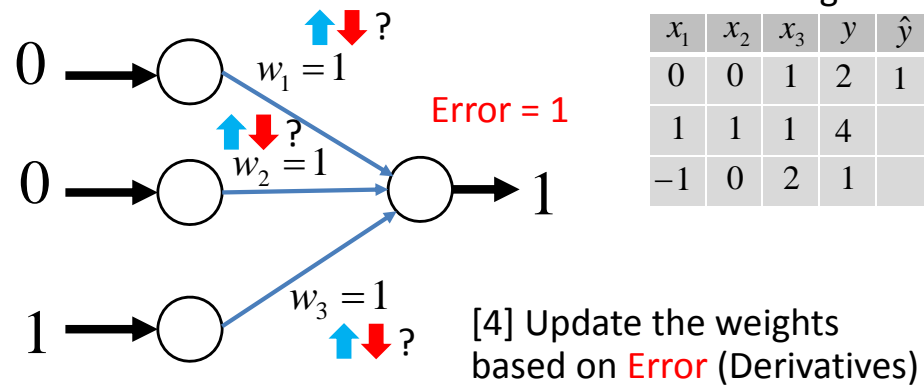 ?
0
w₁ = 1
Error = 1
?
0
w₂ = 1
1
1
w₃ = 1
?
x₁ x₂ x₃ y ŷ
0 0 1 2 1
1 1 1 4
−1 0 2 1
[4] Update the weights
based on Error (Derivatives)